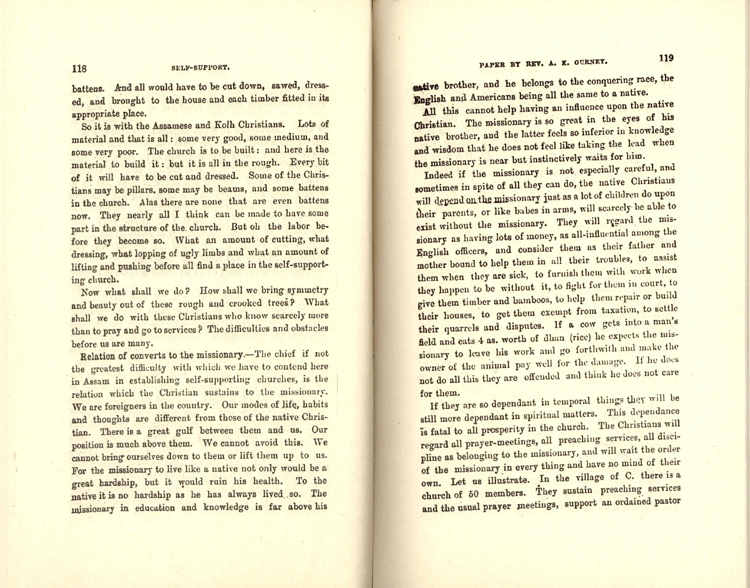 118 SELF-SUPPORT.
battens. And all would have to be cut down, sawed, dress-
ed, and brought to the house and each timber fitted in its
appropriate place.
So it is with the Assamese and Kolh Christians. Lots of
material and that is all: some very good, some medium, and
some very poor. The church is to be built: and here is the
material to build it: but it is all in the rough. Every bit
of it will have to be cut and dressed. Some of the Chris-
tians may be pillars, some may be beams, and some battens
in the church. Alas there are none that are even battens
now. They nearly all I think can be made to have some
part in the structure of the church. But oh the labor be-
fore they become so. What an amount of cutting, what
dressing, what lopping of ugly limbs and what an amount of
lifting and pushing before all find a place in the self-support-
ing church.
Now what shall we do? How shall we bring symmetry
and beauty out of these rough and crooked trees? What
shall we do with these Christians who know scarcely more
than to pray and go to services? The difficulties and obstacles
before us are many.
Relation of converts to the missionary.—The chief if not
the greatest difficulty with which we have to contend here
in Assam in establishing self-supporting churches, is the
relation which the Christian sustains to the missionary.
We are foreigners in the country. Our modes of life, habits
and thoughts are different from those of the native Chris-
tian. There is a great gulf between them and us. Our
position is much above them. We cannot avoid this. We
cannot bring ourselves down to them or lift them up to us.
For the missionary to live like a native not only would be a
great hardship, but it would ruin his health. To the
native it is no hardship as he has always lived so. The
missionary in education and knowledge is far above his
PAPER BY REV. A. K. GURNEY. 119
native brother, and he belongs to the conquering race, the
English and Americans being all the same to a native.
All this cannot help having an influence upon the native
Christian. The missionary is so great in the eyes of his
native brother, and the latter feels so inferior in knowledge
and wisdom that he does not feel like taking the lead when
the missionary is near but instinctively waits for him.
Indeed if the missionary is not especially careful, and
sometimes in spite of all they can do, the native Christians
will depend on the missionary just as a lot of children do upon
their parents, or like babes in arms, will scarcely be able to
exist without the missionary. They will regard the mis-
sionary as having lots of money, as all-influential among the
English officers, and consider them as their father and
mother bound to help them in all their troubles, to assist
them when they are sick, to furnish them with work when
they happen to be without it, to fight for them in court, to
give them timber and bamboos, to help them repair or build
their houses, to get them exempt from taxation, to settle
their quarrels and disputes. If a cow gets into a man's
field and eats 4 as. worth of dhan (rice) he expects the mis-
sionary to leave his work and go forthwith and make the
owner of the animal pay well for the damage. If he does
not do all this they are offended and think he does not care
for them.
If they are so dependant in temporal things they will be
still more dependant in spiritual matters. This dependance
is fatal to all prosperity in the church. The Christians will
regard all prayer-meetings, all preaching services, all disci-
pline as belonging to the missionary, and will wait the order
of the missionary in every thing and have no mind of their
own. Let us illustrate. In the village of C. there is a
church of 50 members. They sustain preaching services
and the usual prayer meetings, support an ordained pastor